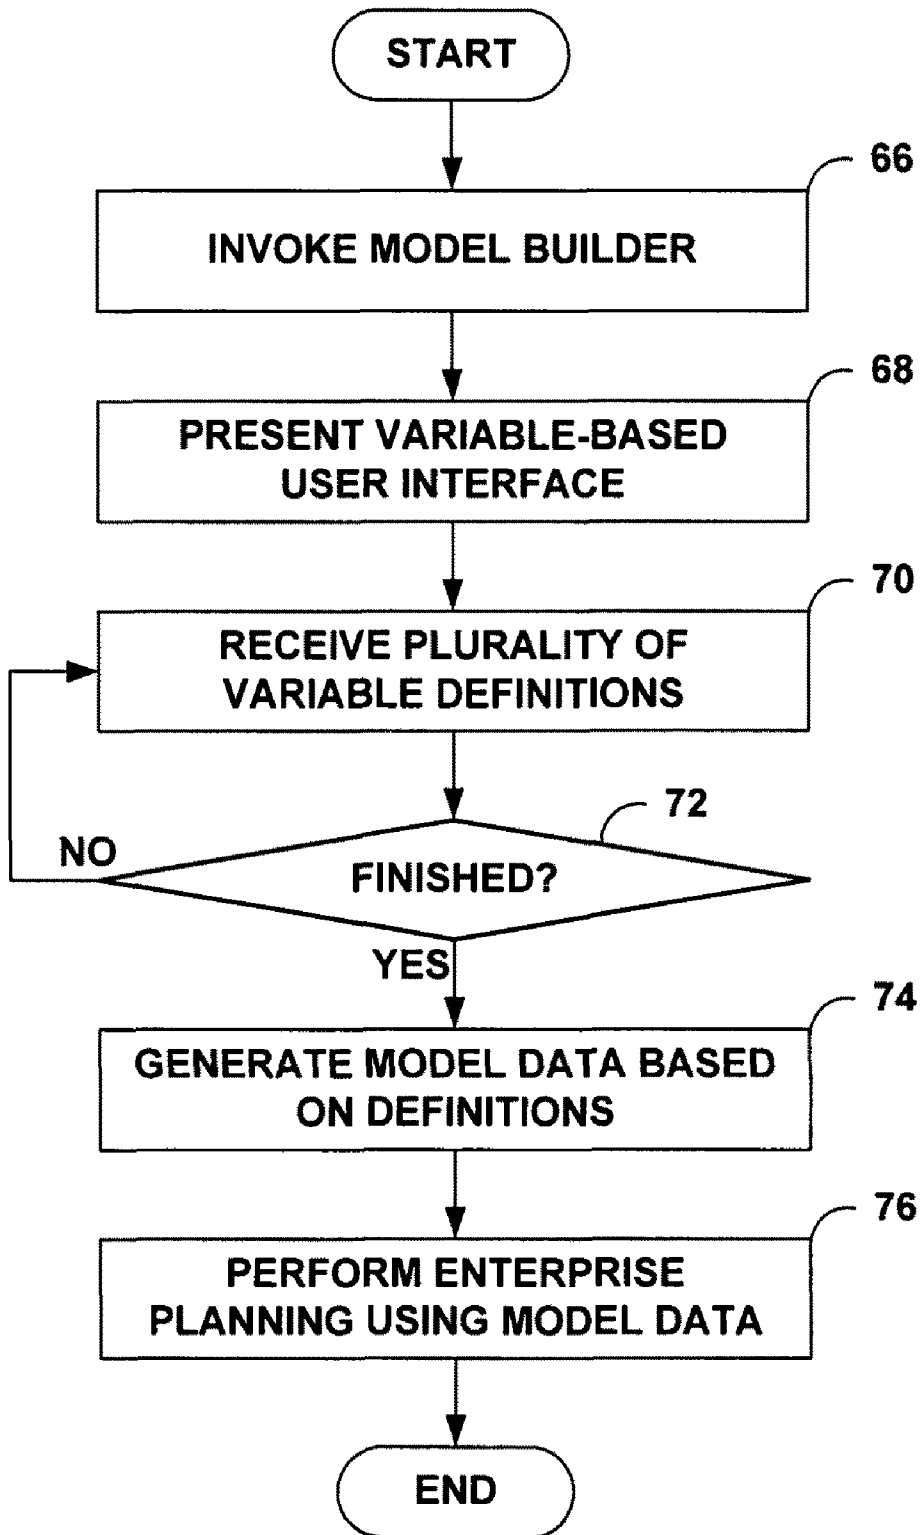 START
66
INVOKE MODEL BUILDER
68
PRESENT VARIABLE-BASED
USER INTERFACE
70
RECEIVE PLURALITY OF
VARIABLE DEFINITIONS
72
NO
FINISHED?
YES
74
GENERATE MODEL DATA BASED
ON DEFINITIONS
76
PERFORM ENTERPRISE
PLANNING USING MODEL DATA
END